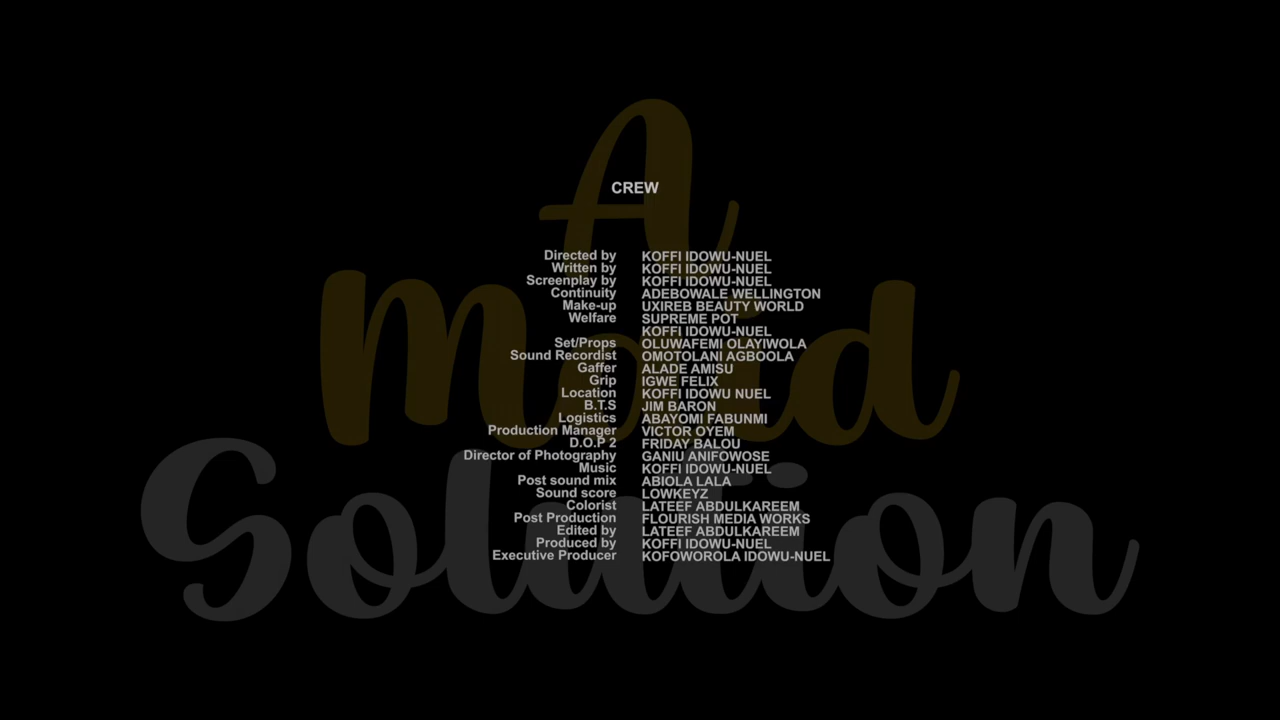 A
Maid
Solution
CREW
Directed by KOFFI IDOWU-NUEL
Written by KOFFI IDOWU-NUEL
Screenplay by KOFFI IDOWU-NUEL
Continuity ADEBOWALE WELLINGTON
Make-up UXIREB BEAUTY WORLD
Welfare SUPREME POT
KOFFI IDOWU-NUEL
Set/Props OLUWAFEMI OLAYIWOLA
Sound Recordist OMOTOLANI AGBOOLA
Gaffer ALADE AMISU
Grip IGWE FELIX
Location KOFFI IDOWU NUEL
B.T.S JIM BARON
Logistics ABAYOMI FABUNMI
Production Manager VICTOR OYEM
D.O.P 2 FRIDAY BALOU
Director of Photography GANIU ANIFOWOSE
Music KOFFI IDOWU-NUEL
Post sound mix ABIOLA LALA
Sound score LOWKEYZ
Colorist LATEEF ABDULKAREEM
Post Production FLOURISH MEDIA WORKS
Edited by LATEEF ABDULKAREEM
Produced by KOFFI IDOWU-NUEL
Executive Producer KOFOWOROLA IDOWU-NUEL